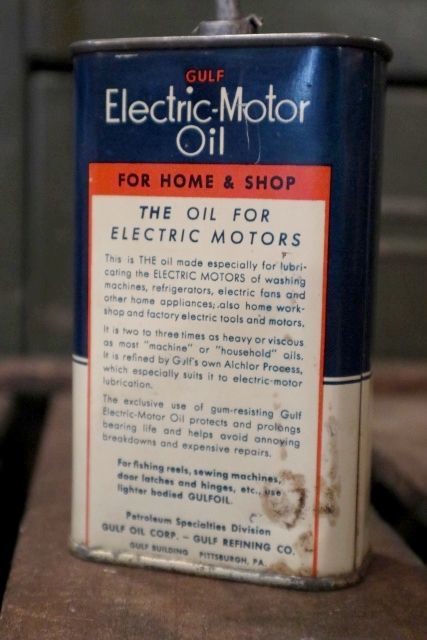 GULF
Electric-Motor
Oil
FOR HOME & SHOP
THE OIL FOR
ELECTRIC MOTORS
This is THE oil made especially for lubri-
cating the ELECTRIC MOTORS of washing
machines, refrigerators, electric fans and
other home appliances; also home work-
shop and factory electric tools and motors.
It is two to three times as heavy or viscous
as most "machine" or "household" oils.
It is refined by Gulf's own Alchlor Process,
which especially suits it to electric-motor
lubrication.
The exclusive use of gum-resisting Gulf
Electric-Motor Oil protects and prolongs
bearing life and helps avoid annoying
breakdowns and expensive repairs.
For fishing reels, sewing machines,
door latches and hinges, etc., use
lighter bodied GULFOIL.
Petroleum Specialties Division
GULF OIL CORP. – GULF REFINING CO.
GULF BUILDING PITTSBURGH, PA.